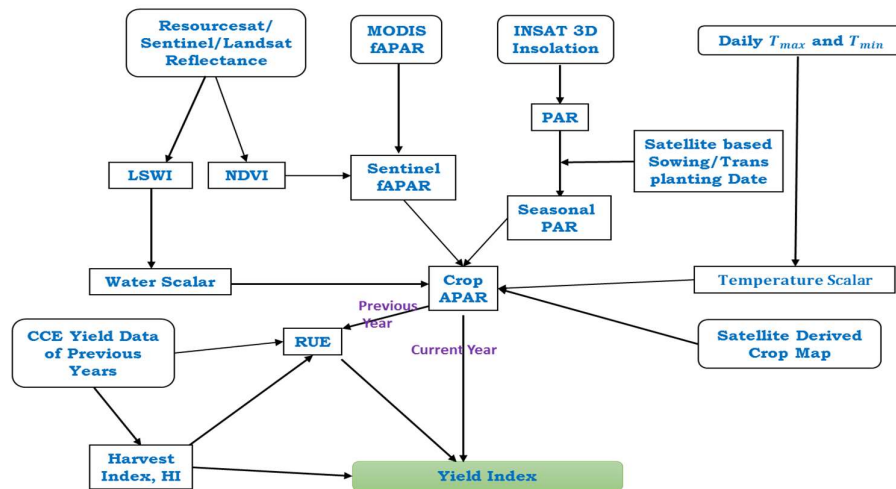 Resourcesat/
Sentinel/Landsat
Reflectance
MODIS
fAPAR
INSAT 3D
Insolation
Daily T_max and T_min
PAR
Satellite based
Sowing/Trans
planting Date
LSWI
NDVI
Sentinel
fAPAR
Seasonal
PAR
Water Scalar
Crop
APAR
Temperature Scalar
Previous
Year
CCE Yield Data
of Previous
Years
RUE
Current Year
Satellite Derived
Crop Map
Harvest
Index, HI
Yield Index